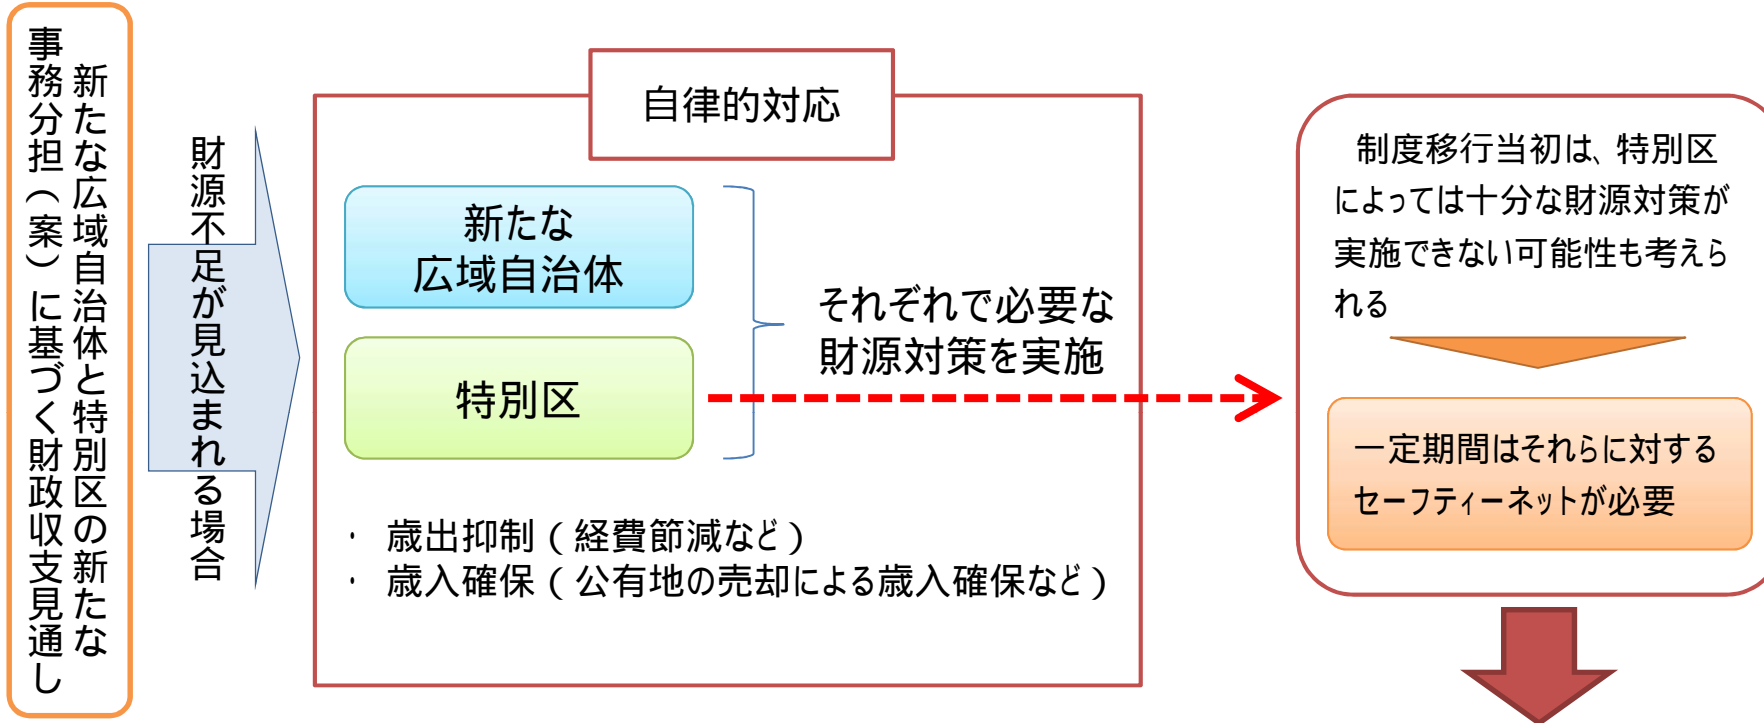 新たな広域自治体と特別区の新たな
事務分担（案）に基づく財政収支見通し
財源不足が見込まれる場合
自律的対応
新たな
広域自治体
特別区
それぞれで必要な
財源対策を実施
・ 歳出抑制（経費節減など）
・ 歳入確保（公有地の売却による歳入確保など）
制度移行当初は、特別区
によっては十分な財源対策が
実施できない可能性も考えら
れる
一定期間はそれらに対する
セーフティーネットが必要